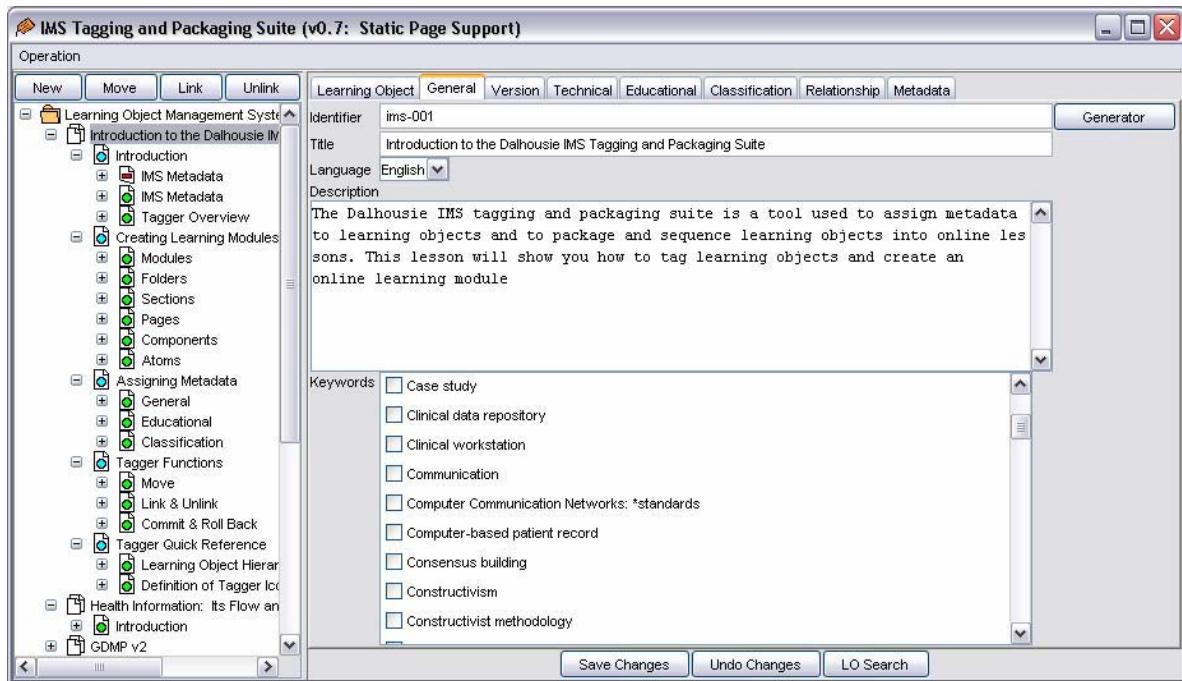 IMS Tagging and Packaging Suite (v0.7: Static Page Support)
Operation
New Move Link Unlink
Learning Object Management Syste
Introduction to the Dalhousie IM
Introduction
IMS Metadata
IMS Metadata
Tagger Overview
Creating Learning Modules
Modules
Folders
Sections
Pages
Components
Atoms
Assigning Metadata
General
Educational
Classification
Tagger Functions
Move
Link & Unlink
Commit & Roll Back
Tagger Quick Reference
Learning Object Hierar
Definition of Tagger Ico
Health Information: Its Flow an
Introduction
GDMP v2
Learning Object General Version Technical Educational Classification Relationship Metadata
Identifier ims-001 Generator
Title Introduction to the Dalhousie IMS Tagging and Packaging Suite
Language English
Description
The Dalhousie IMS tagging and packaging suite is a tool used to assign metadata
to learning objects and to package and sequence learning objects into online les
sons. This lesson will show you how to tag learning objects and create an
online learning module
Keywords Case study
Clinical data repository
Clinical workstation
Communication
Computer Communication Networks: *standards
Computer-based patient record
Consensus building
Constructivism
Constructivist methodology
Save Changes Undo Changes LO Search